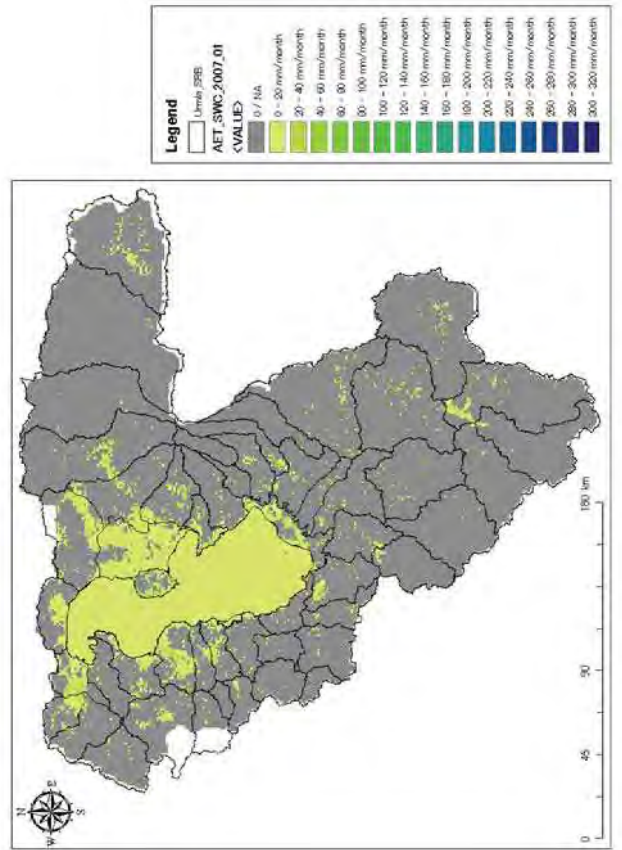 Legend
Urmia_SRB
AET_SWC_2007_01
<VALUE>
0 / NA
0 - 20 mm/month
20 - 40 mm/month
40 - 60 mm/month
60 - 80 mm/month
80 - 100 mm/month
100 - 120 mm/month
120 - 140 mm/month
140 - 160 mm/month
160 - 180 mm/month
180 - 200 mm/month
200 - 220 mm/month
220 - 240 mm/month
240 - 260 mm/month
260 - 280 mm/month
280 - 300 mm/month
300 - 320 mm/month
N
W
E
S
0
45
90
180 km